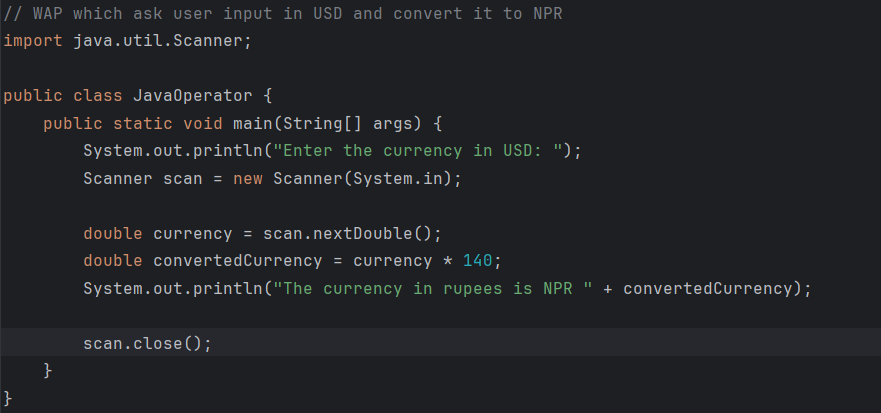 // WAP which ask user input in USD and convert it to NPR
import java.util.Scanner;
public class JavaOperator {
    public static void main(String[] args) {
        System.out.println("Enter the currency in USD: ");
        Scanner scan = new Scanner(System.in);
        double currency = scan.nextDouble();
        double convertedCurrency = currency * 140;
        System.out.println("The currency in rupees is NPR " + convertedCurrency);
        scan.close();
    }
}